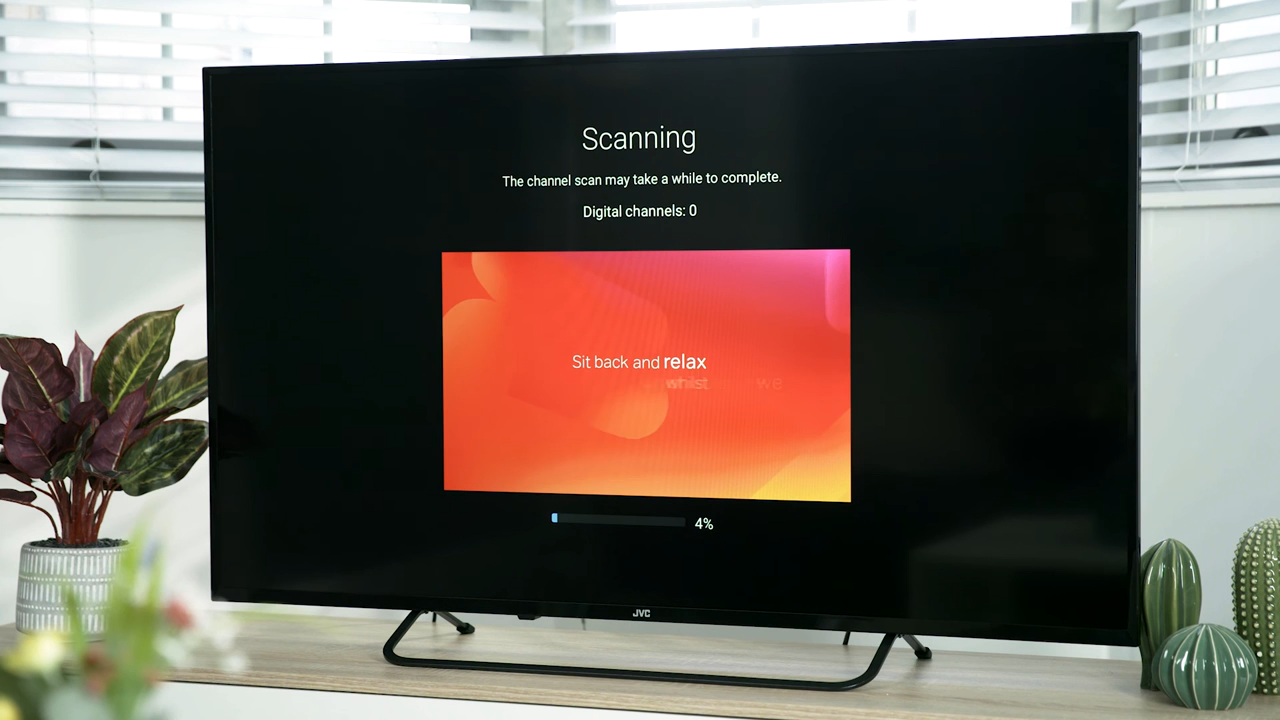 Scanning
The channel scan may take a while to complete.
Digital channels: 0
Sit back and relax
whilst we
4%
JVC